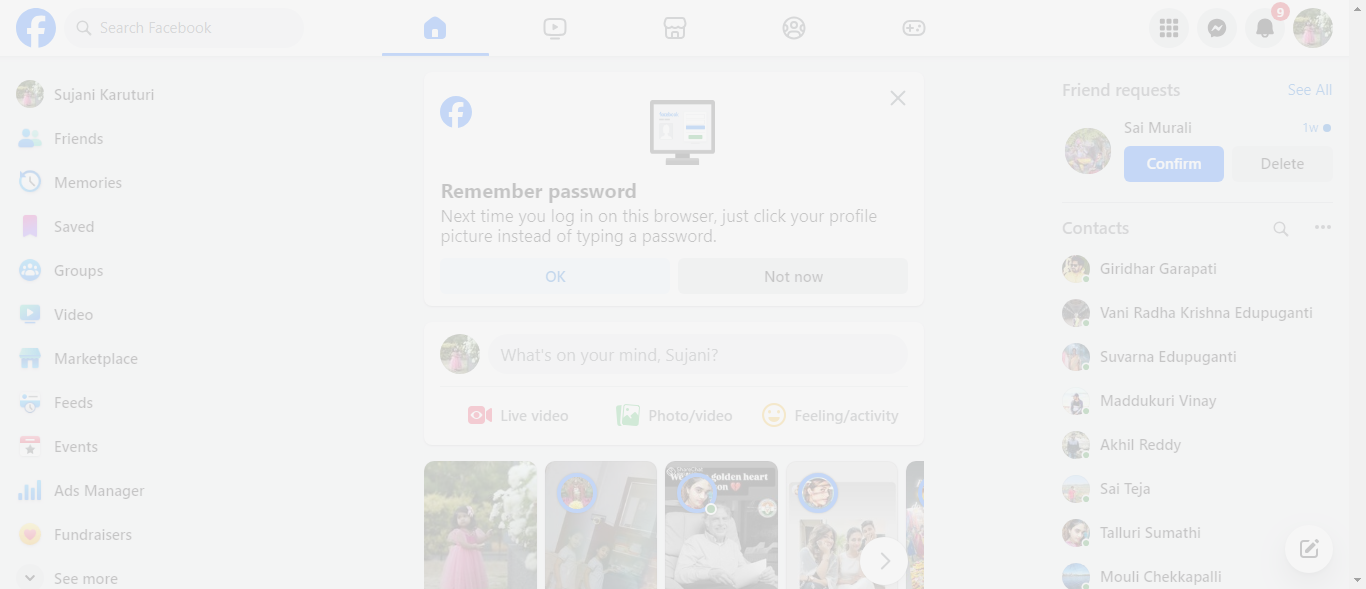 Search Facebook
9
Sujani Karuturi
Friends
Memories
Saved
Groups
Video
Marketplace
Feeds
Events
Ads Manager
Fundraisers
See more
Remember password
Next time you log in on this browser, just click your profile
picture instead of typing a password.
OK
Not now
What's on your mind, Sujani?
Live video
Photo/video
Feeling/activity
golden heart
Friend requests
See All
Sai Murali
1w
Confirm
Delete
Contacts
Giridhar Garapati
Vani Radha Krishna Edupuganti
Suvarna Edupuganti
Maddukuri Vinay
Akhil Reddy
Sai Teja
Talluri Sumathi
Mouli Chekkapalli